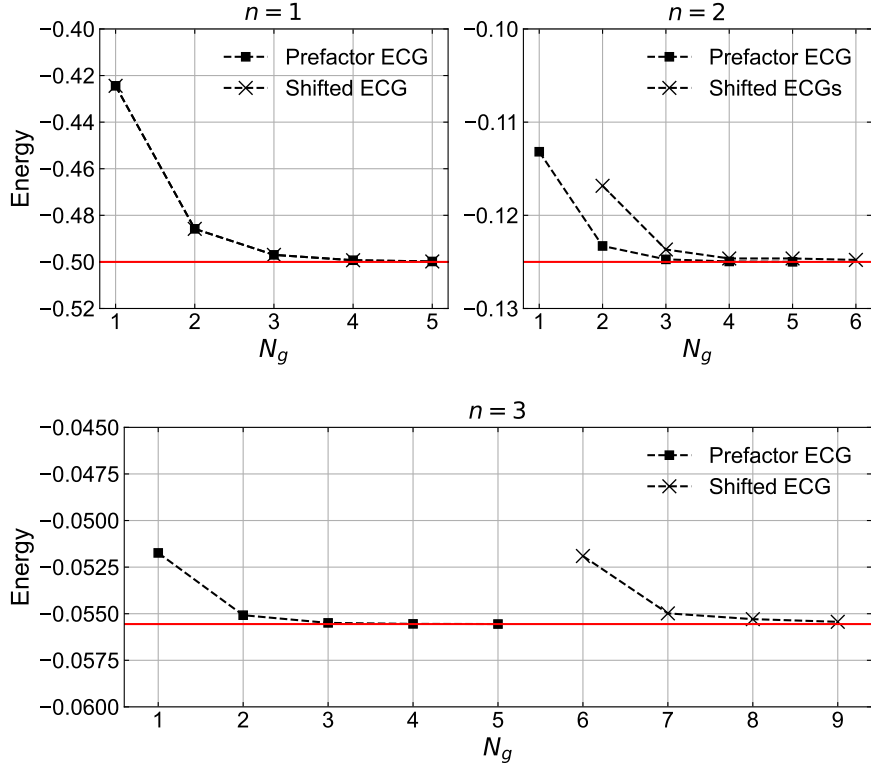 n = 1
Energy
−0.40
−0.42
−0.44
−0.46
−0.48
−0.50
−0.52
Prefactor ECG
Shifted ECG
1 2 3 4 5
N_g
n = 2
−0.10
−0.11
−0.12
−0.13
Prefactor ECG
Shifted ECGs
1 2 3 4 5 6
N_g
n = 3
Energy
−0.0450
−0.0475
−0.0500
−0.0525
−0.0550
−0.0575
−0.0600
Prefactor ECG
Shifted ECG
1 2 3 4 5 6 7 8 9
N_g